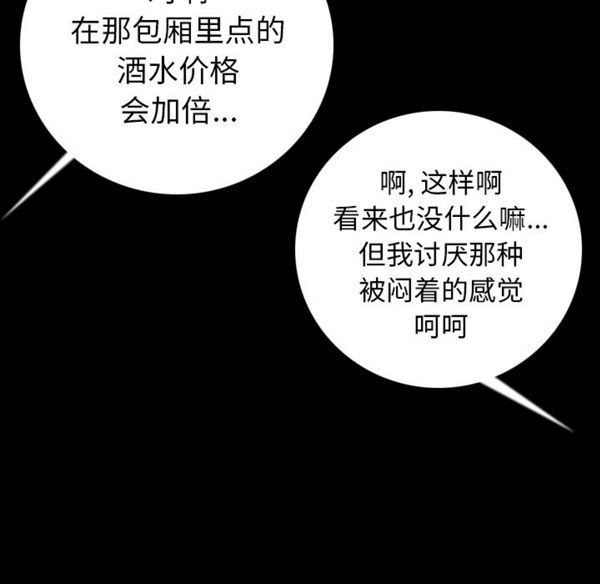 在那包厢里点的
酒水价格
会加倍...
啊, 这样啊
看来也没什么嘛...
但我讨厌那种
被闷着的感觉
呵呵